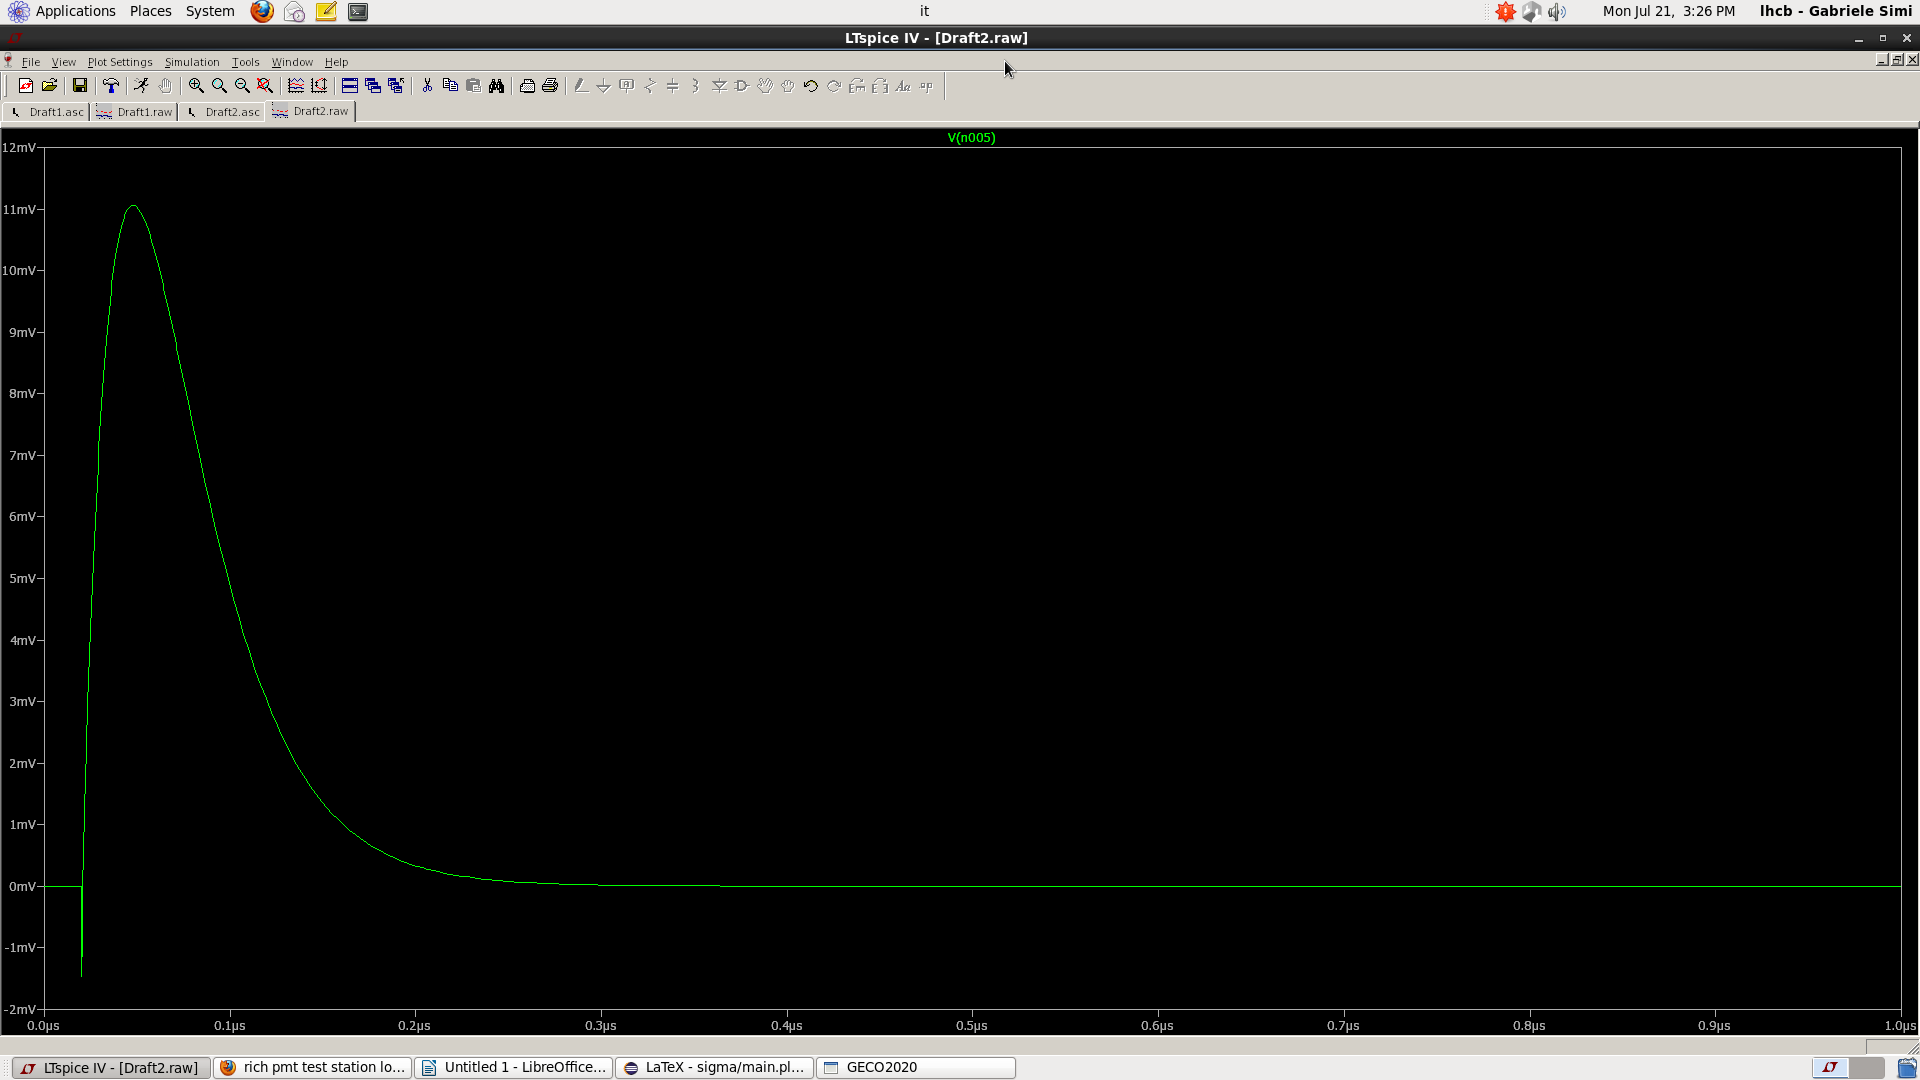 Applications Places System it Mon Jul 21, 3:26 PM lhcb - Gabriele Simi
LTspice IV - [Draft2.raw]
File View Plot Settings Simulation Tools Window Help
Draft1.asc Draft1.raw Draft2.asc Draft2.raw
V(n005)
12mV
11mV
10mV
9mV
8mV
7mV
6mV
5mV
4mV
3mV
2mV
1mV
0mV
-1mV
-2mV
0.0µs 0.1µs 0.2µs 0.3µs 0.4µs 0.5µs 0.6µs 0.7µs 0.8µs 0.9µs 1.0µs
LTspice IV - [Draft2.raw] rich pmt test station lo... Untitled 1 - LibreOffice... LaTeX - sigma/main.pl... GECO2020